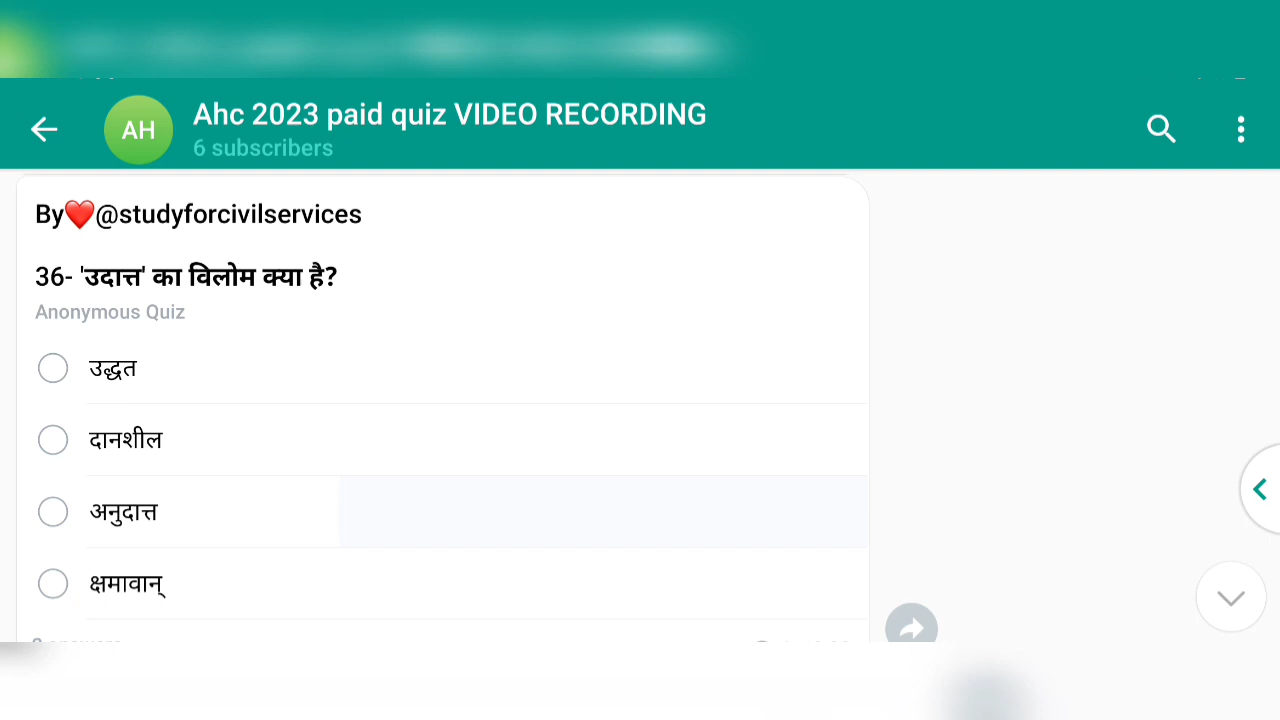 Ahc 2023 paid quiz VIDEO RECORDING
AH
6 subscribers
By❤️@studyforcivilservices
36- 'उदात्त' का विलोम क्या है?
Anonymous Quiz
उद्धत
दानशील
अनुदात्त
क्षमावान्